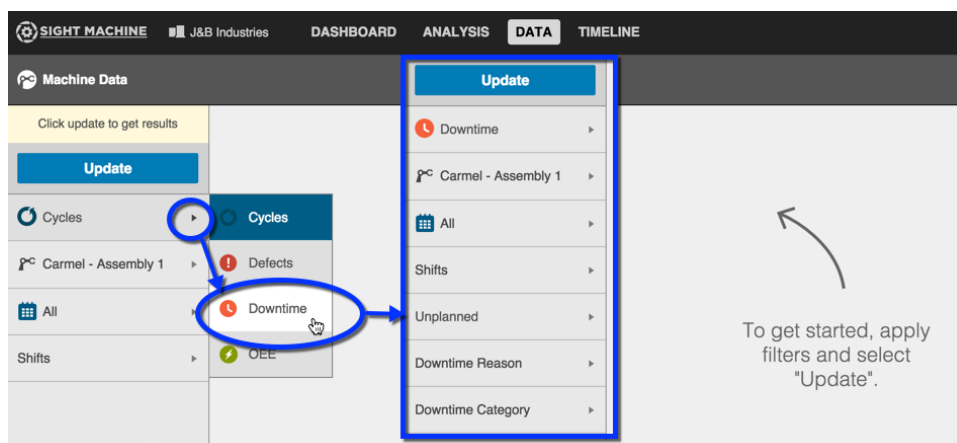 SIGHT MACHINE
J&B Industries
DASHBOARD
ANALYSIS
DATA
TIMELINE
Machine Data
Click update to get results
Update
Cycles
Carmel - Assembly 1
All
Shifts
Cycles
Defects
Downtime
OEE
Update
Downtime
Carmel - Assembly 1
All
Shifts
Unplanned
Downtime Reason
Downtime Category
To get started, apply
filters and select
"Update".